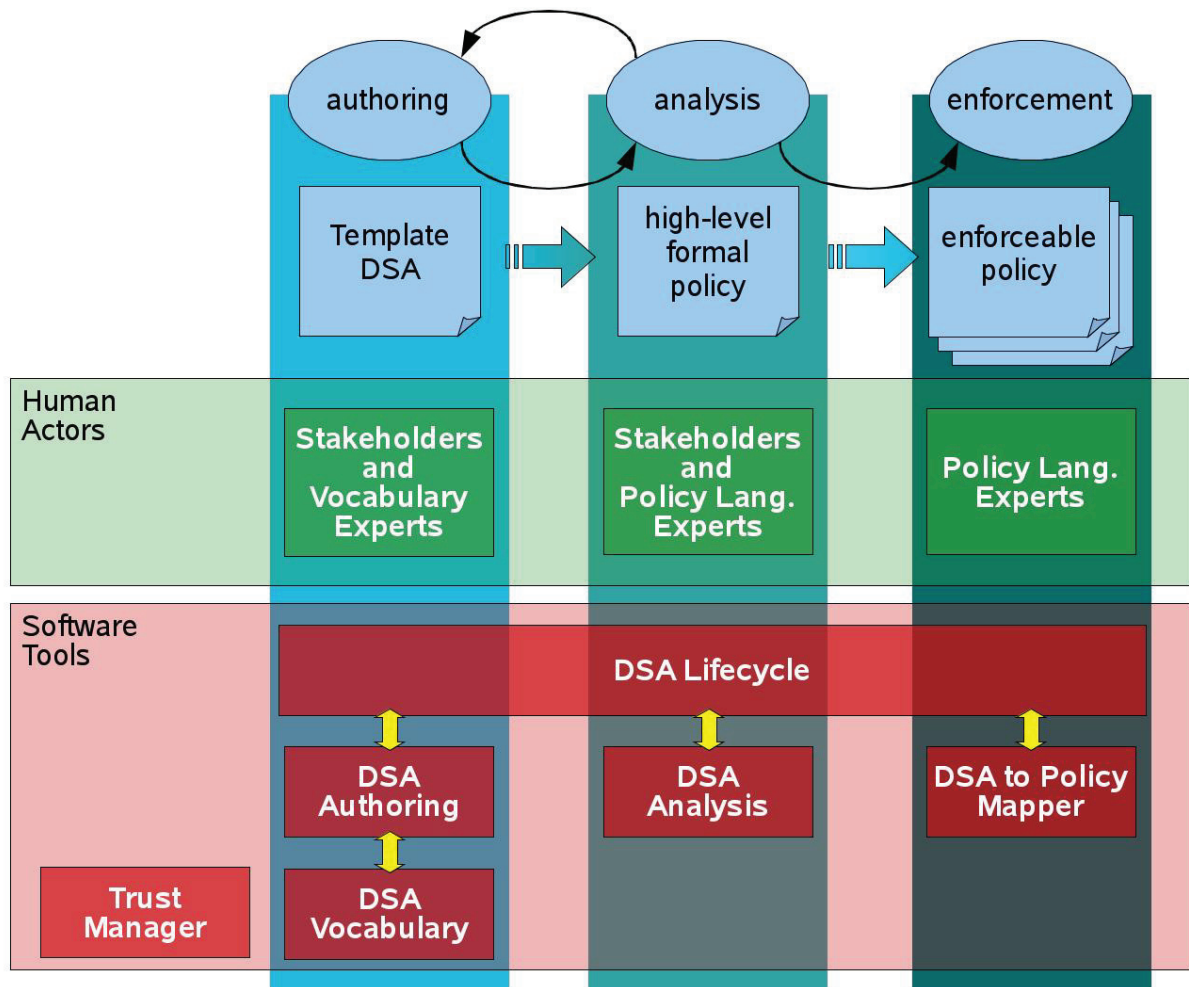 authoring
analysis
enforcement
Template
DSA
high-level
formal
policy
enforceable
policy
Human
Actors
Stakeholders
and
Vocabulary
Experts
Stakeholders
and
Policy Lang.
Experts
Policy Lang.
Experts
Software
Tools
DSA Lifecycle
DSA
Authoring
DSA
Analysis
DSA to Policy
Mapper
Trust
Manager
DSA
Vocabulary